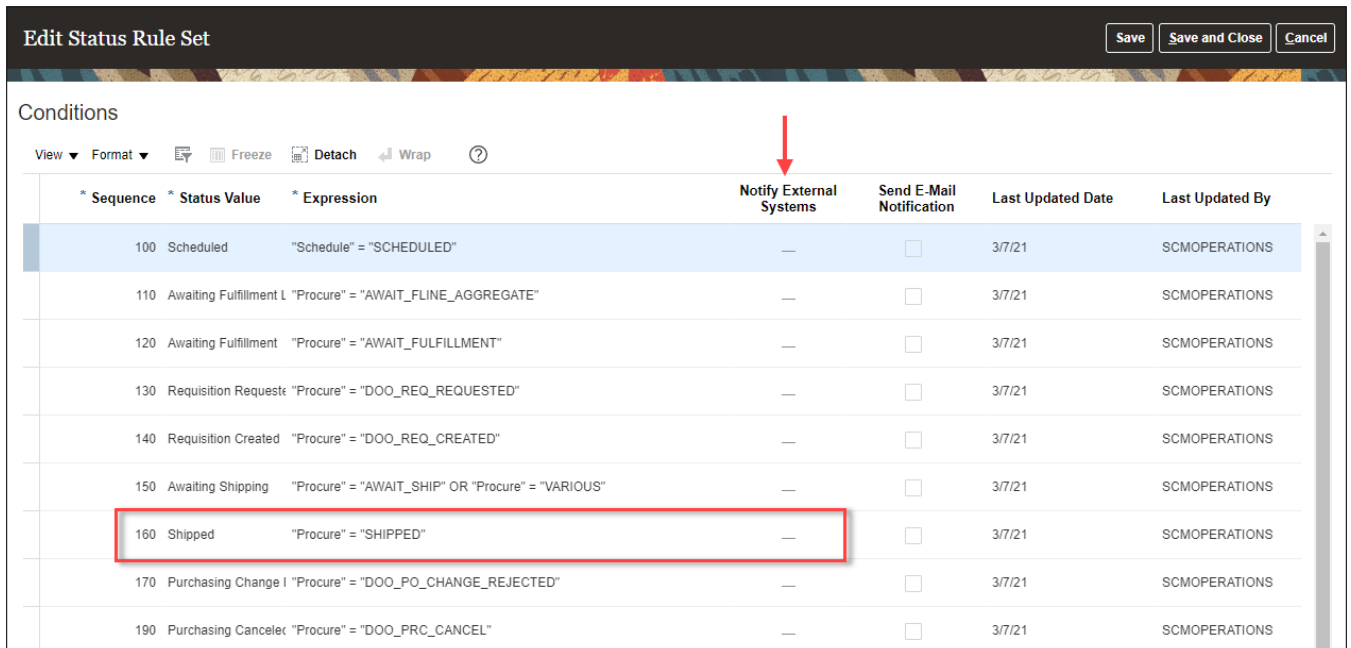 Edit Status Rule Set
Save Save and Close Cancel
Conditions
View Format Freeze Detach Wrap ?
* Sequence * Status Value * Expression Notify External Systems Send E-Mail Notification Last Updated Date Last Updated By
100 Scheduled "Schedule" = "SCHEDULED" — 3/7/21 SCMOPERATIONS
110 Awaiting Fulfillment L "Procure" = "AWAIT_FLINE_AGGREGATE" — 3/7/21 SCMOPERATIONS
120 Awaiting Fulfillment "Procure" = "AWAIT_FULFILLMENT" — 3/7/21 SCMOPERATIONS
130 Requisition Requeste "Procure" = "DOO_REQ_REQUESTED" — 3/7/21 SCMOPERATIONS
140 Requisition Created "Procure" = "DOO_REQ_CREATED" — 3/7/21 SCMOPERATIONS
150 Awaiting Shipping "Procure" = "AWAIT_SHIP" OR "Procure" = "VARIOUS" — 3/7/21 SCMOPERATIONS
160 Shipped "Procure" = "SHIPPED" — 3/7/21 SCMOPERATIONS
170 Purchasing Change I "Procure" = "DOO_PO_CHANGE_REJECTED" — 3/7/21 SCMOPERATIONS
190 Purchasing Cancelec "Procure" = "DOO_PRC_CANCEL" — 3/7/21 SCMOPERATIONS